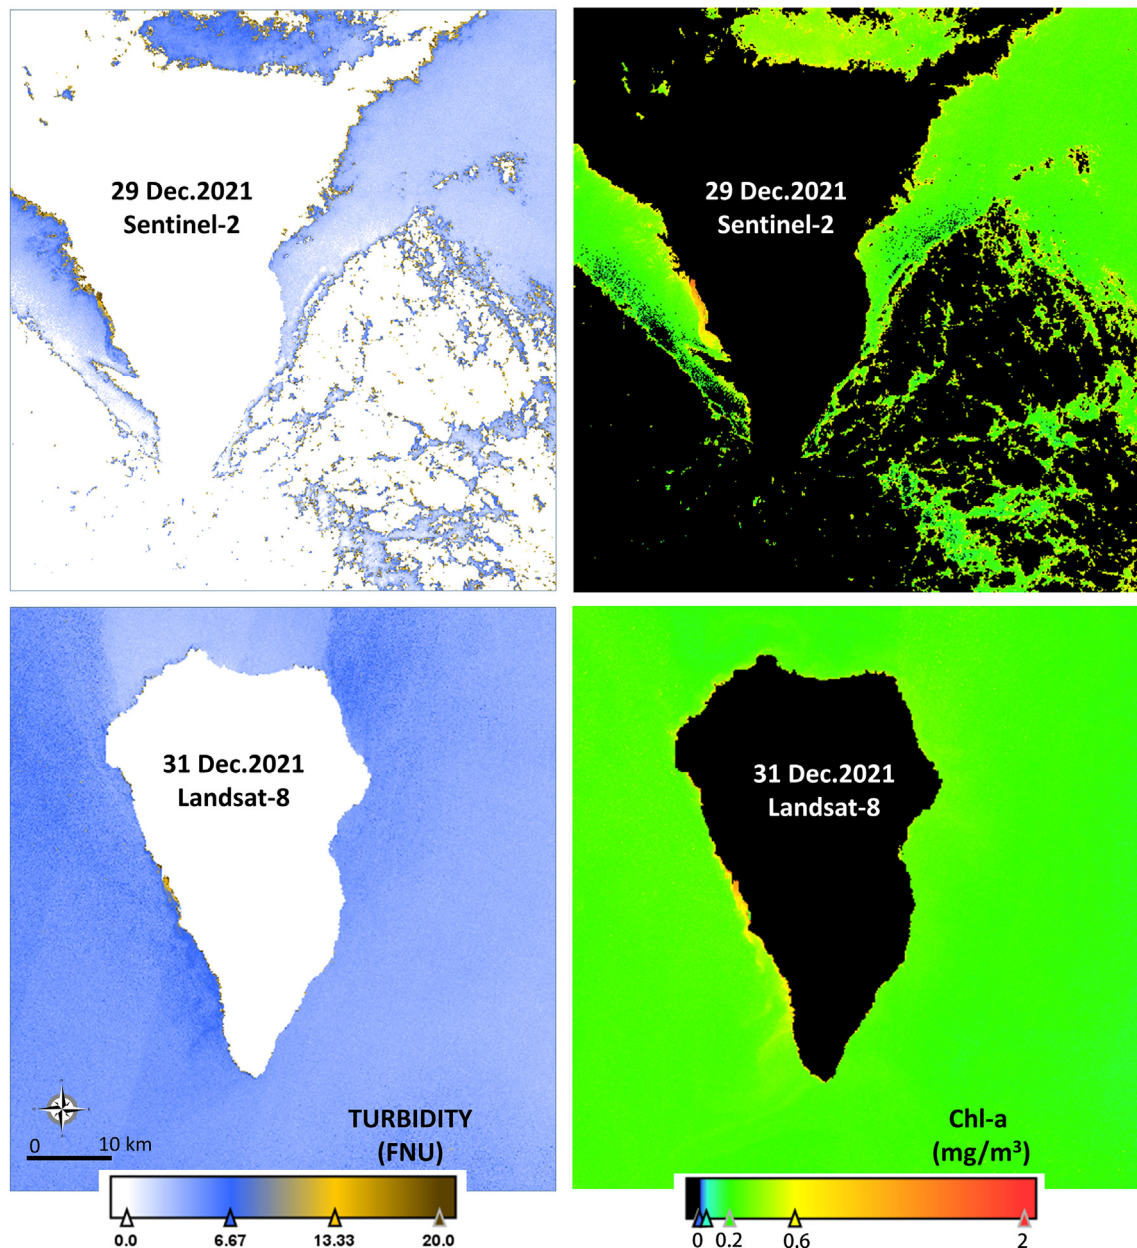 29 Dec.2021
Sentinel-2
29 Dec.2021
Sentinel-2
31 Dec.2021
Landsat-8
31 Dec.2021
Landsat-8
0 10 km
TURBIDITY
(FNU)
0.0 6.67 13.33 20.0
Chl-a
(mg/m³)
0 0.2 0.6 2